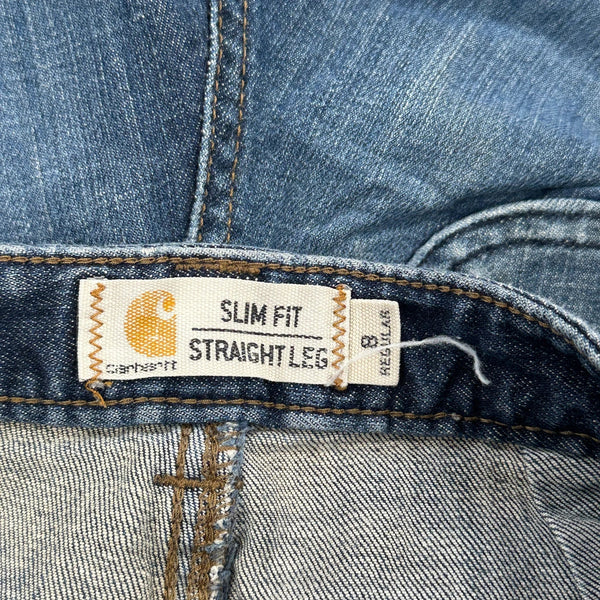 SLIM FIT
STRAIGHT LEG
carhartt
8
REGULAR